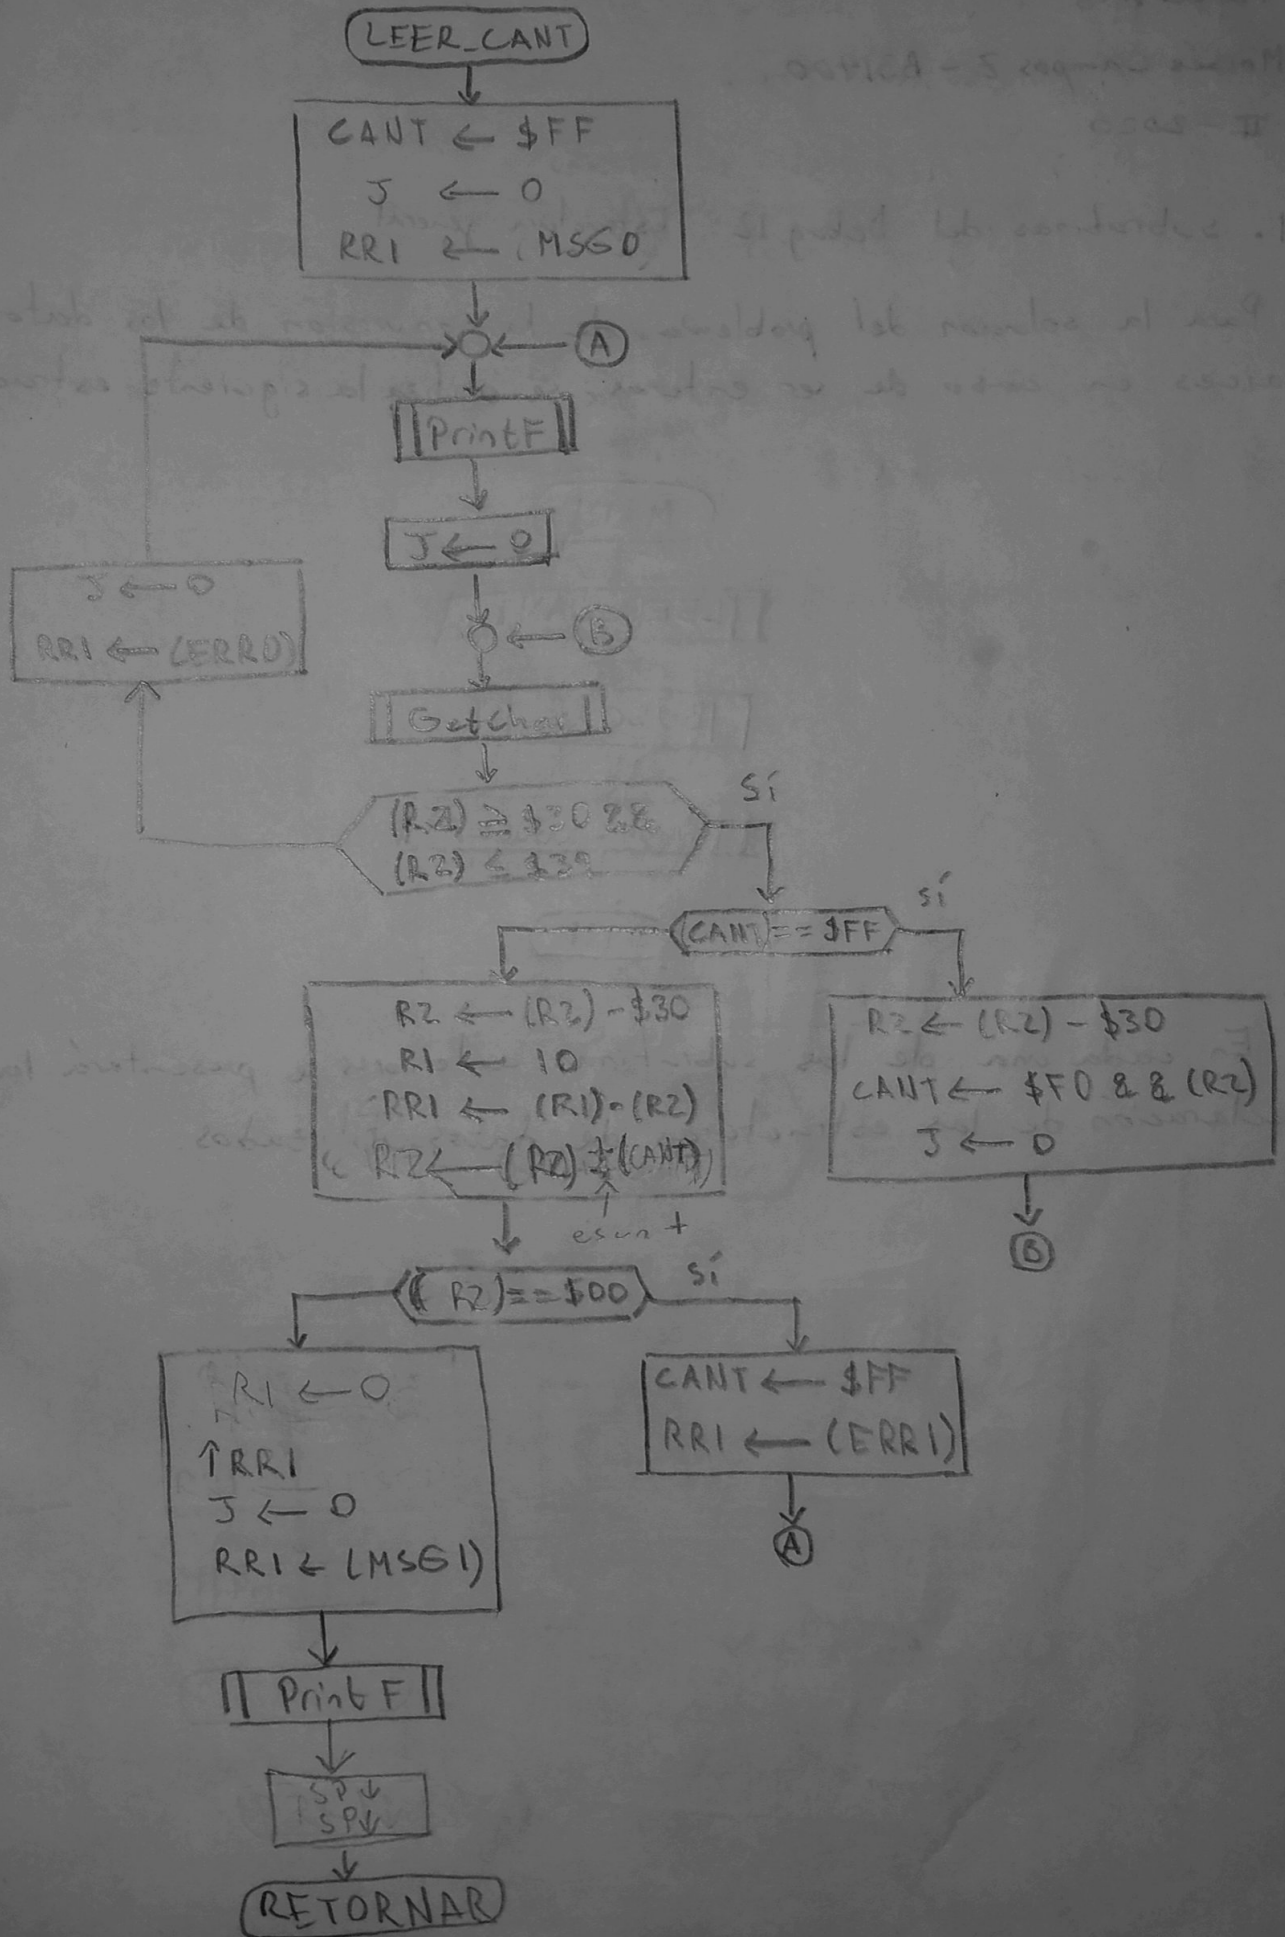 LEER_CANT
CANT ← $FF
J ← 0
RR1 ← MSG0
A
PrintF
J ← 0
J ← 0
RR1 ← (ERR0)
B
GetChar
(R2) ≥ $30 &&
(R2) ≤ $39
Sí
(CANT) == $FF
sí
R2 ← (R2) - $30
R1 ← 10
RR1 ← (R1)·(R2)
R2 ← (R2) + (CANT)
es un +
R2 ← (R2) - $30
CANT ← $F0 && (R2)
J ← 0
B
(R2) == $00
sí
R1 ← 0
↑RR1
J ← 0
RR1 ← (MSG1)
CANT ← $FF
RR1 ← (ERR1)
A
PrintF
SP↓
SP↓
RETORNAR